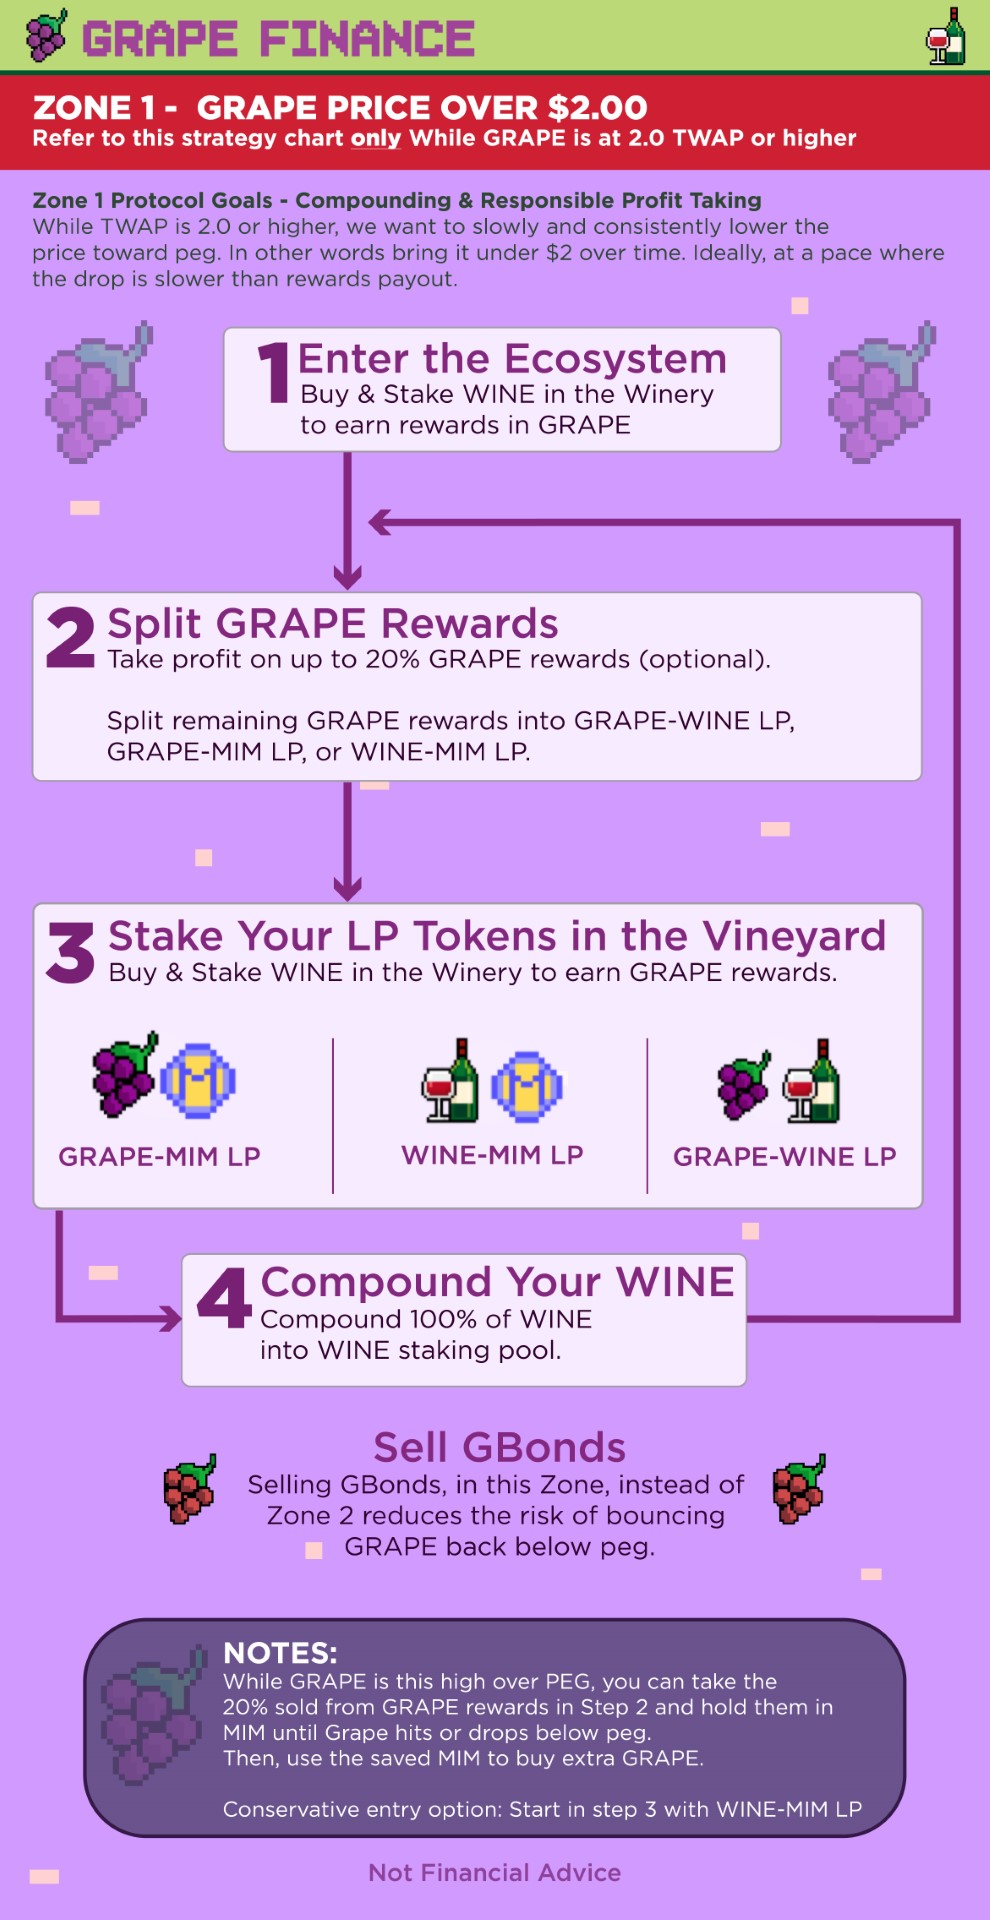 GRAPE FINANCE
ZONE 1 - GRAPE PRICE OVER $2.00
Refer to this strategy chart only While GRAPE is at 2.0 TWAP or higher
Zone 1 Protocol Goals - Compounding & Responsible Profit Taking
While TWAP is 2.0 or higher, we want to slowly and consistently lower the
price toward peg. In other words bring it under $2 over time. Ideally, at a pace where
the drop is slower than rewards payout.
1 Enter the Ecosystem
Buy & Stake WINE in the Winery
to earn rewards in GRAPE
2 Split GRAPE Rewards
Take profit on up to 20% GRAPE rewards (optional).
Split remaining GRAPE rewards into GRAPE-WINE LP,
GRAPE-MIM LP, or WINE-MIM LP.
3 Stake Your LP Tokens in the Vineyard
Buy & Stake WINE in the Winery to earn GRAPE rewards.
GRAPE-MIM LP
WINE-MIM LP
GRAPE-WINE LP
4 Compound Your WINE
Compound 100% of WINE
into WINE staking pool.
Sell GBonds
Selling GBonds, in this Zone, instead of
Zone 2 reduces the risk of bouncing
GRAPE back below peg.
NOTES:
While GRAPE is this high over PEG, you can take the
20% sold from GRAPE rewards in Step 2 and hold them in
MIM until Grape hits or drops below peg.
Then, use the saved MIM to buy extra GRAPE.
Conservative entry option: Start in step 3 with WINE-MIM LP
Not Financial Advice